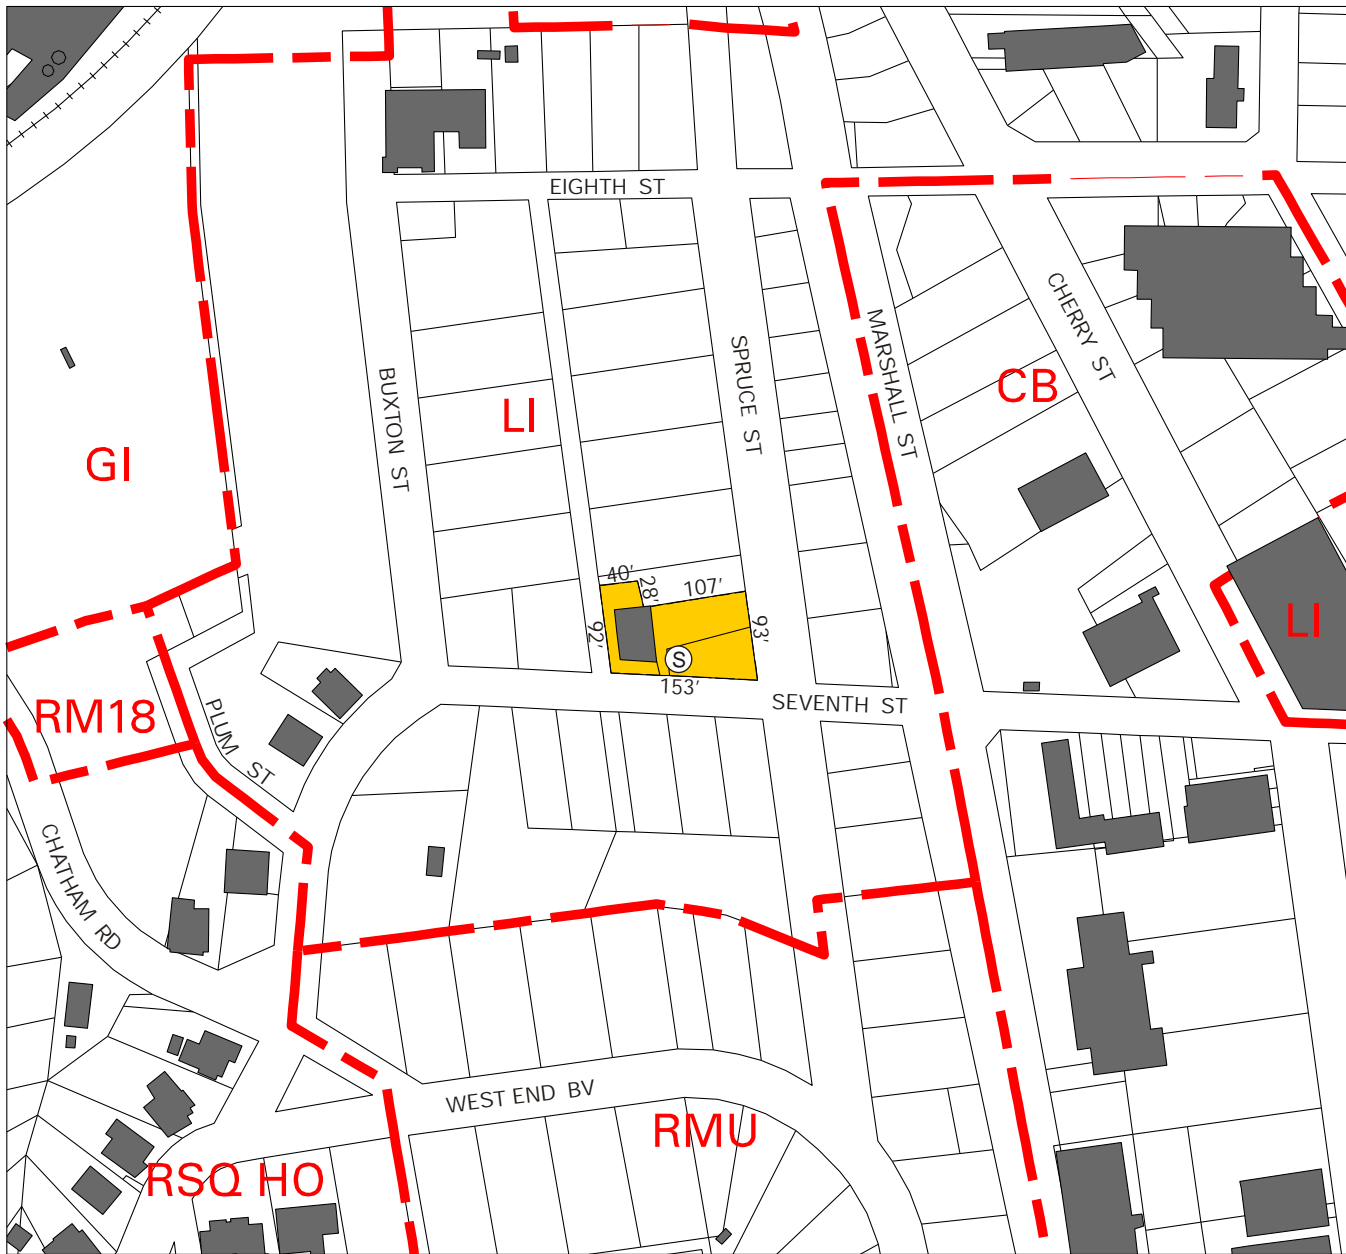 EIGHTH ST
CHERRY ST
MARSHALL ST
SPRUCE ST
BUXTON ST
CB
LI
GI
40'
28'
107'
92'
93'
S
153'
LI
SEVENTH ST
RM18
PLUM ST
CHATHAM RD
WEST END BV
RMU
RSQ HO